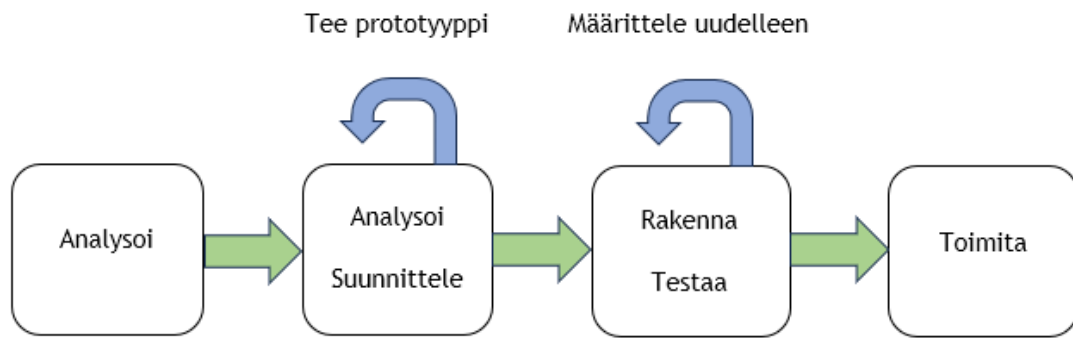 Tee prototyyppi
Määrittele uudelleen
Analysoi
Analysoi
Suunnittele
Rakenna
Testaa
Toimita